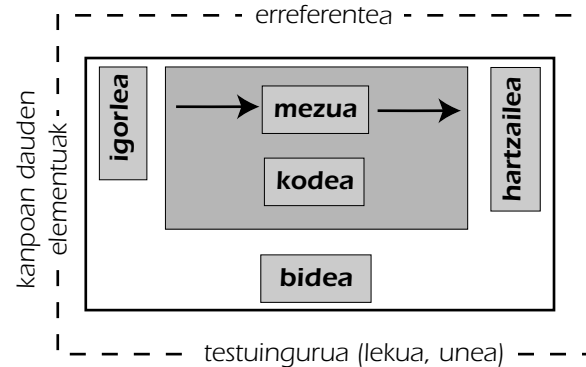 erreferentea
kanpoan dauden
elementuak
igorlea
mezua
hartzailea
kodea
bidea
testuingurua (lekua, unea)